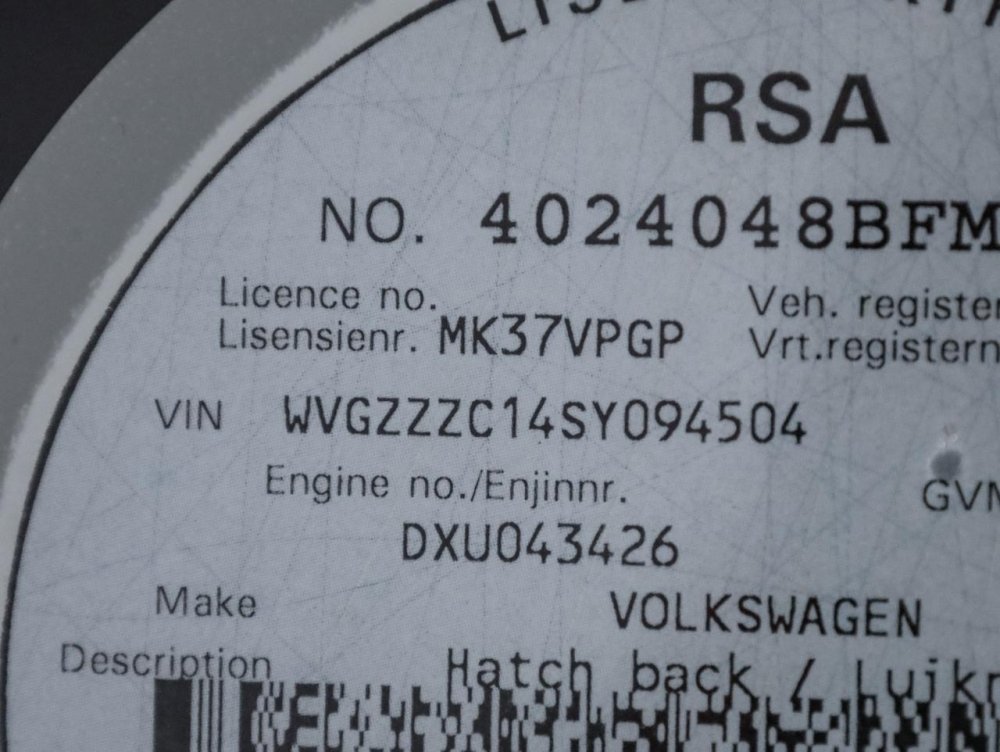 RSA
NO. 4024048BFM
Licence no.
Lisensienr. MK37VPGP
Veh. register
Vrt.registern
VIN WVGZZZC14SY094504
Engine no./Enjinnr.
DXU043426
GVM
Make VOLKSWAGEN
Description Hatch back / Luikr